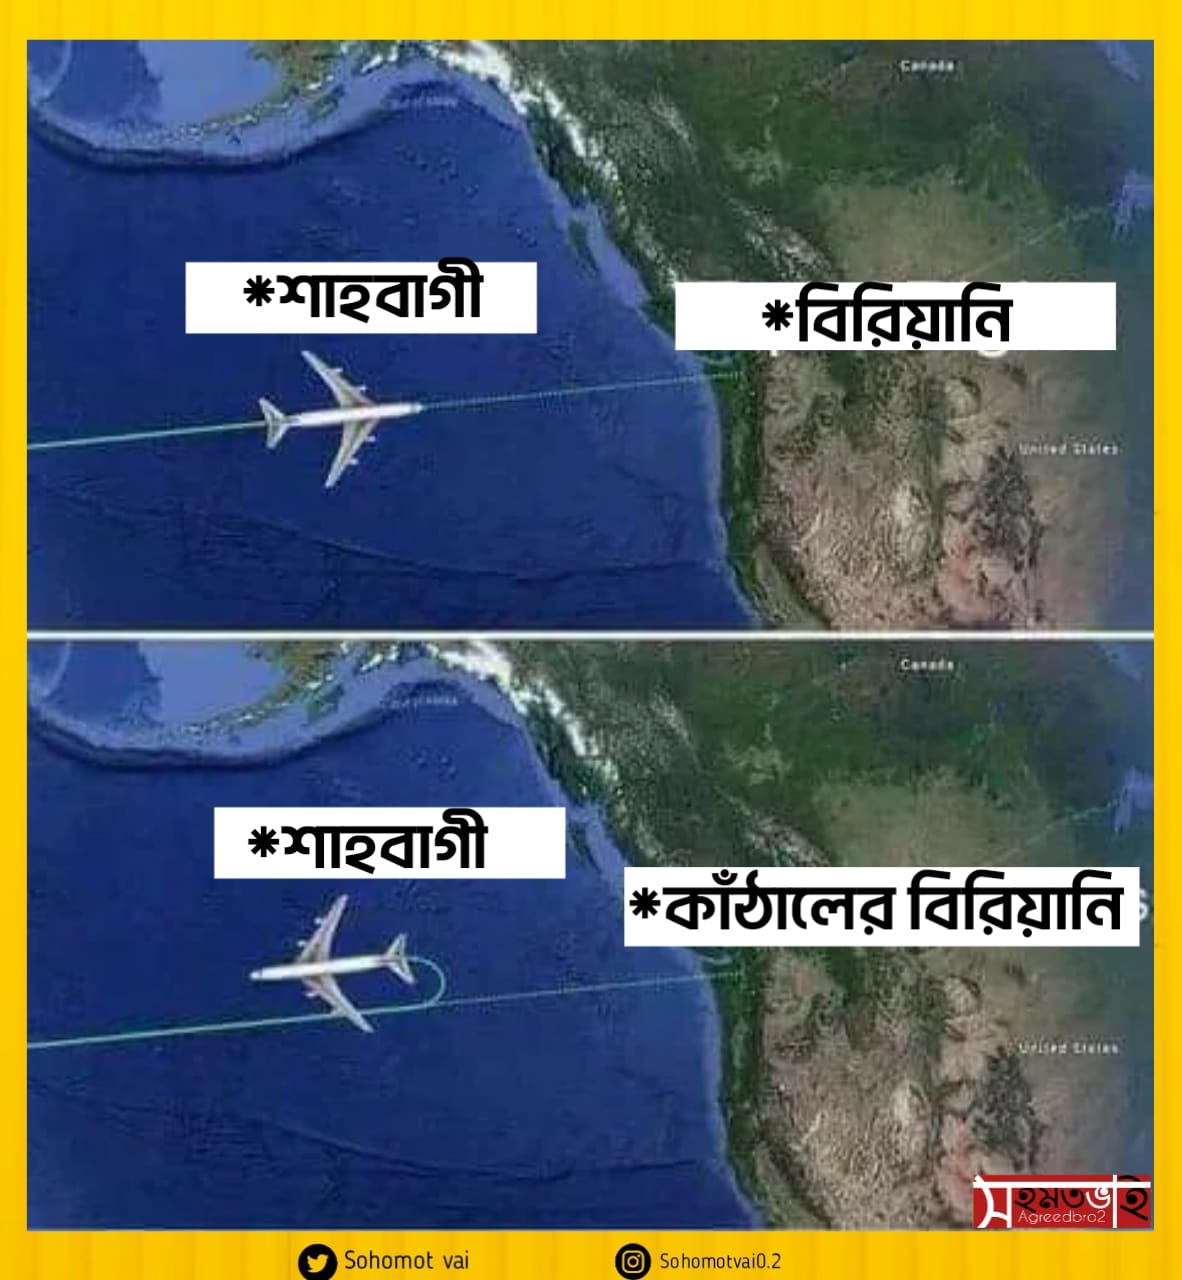 Canada
*শাহবাগী
*বিরিয়ানি
United States
Canada
*শাহবাগী
*কাঁঠালের বিরিয়ানি
United States
সহমতভাই
Agreedbro2
Sohomot vai
Sohomotvai0.2